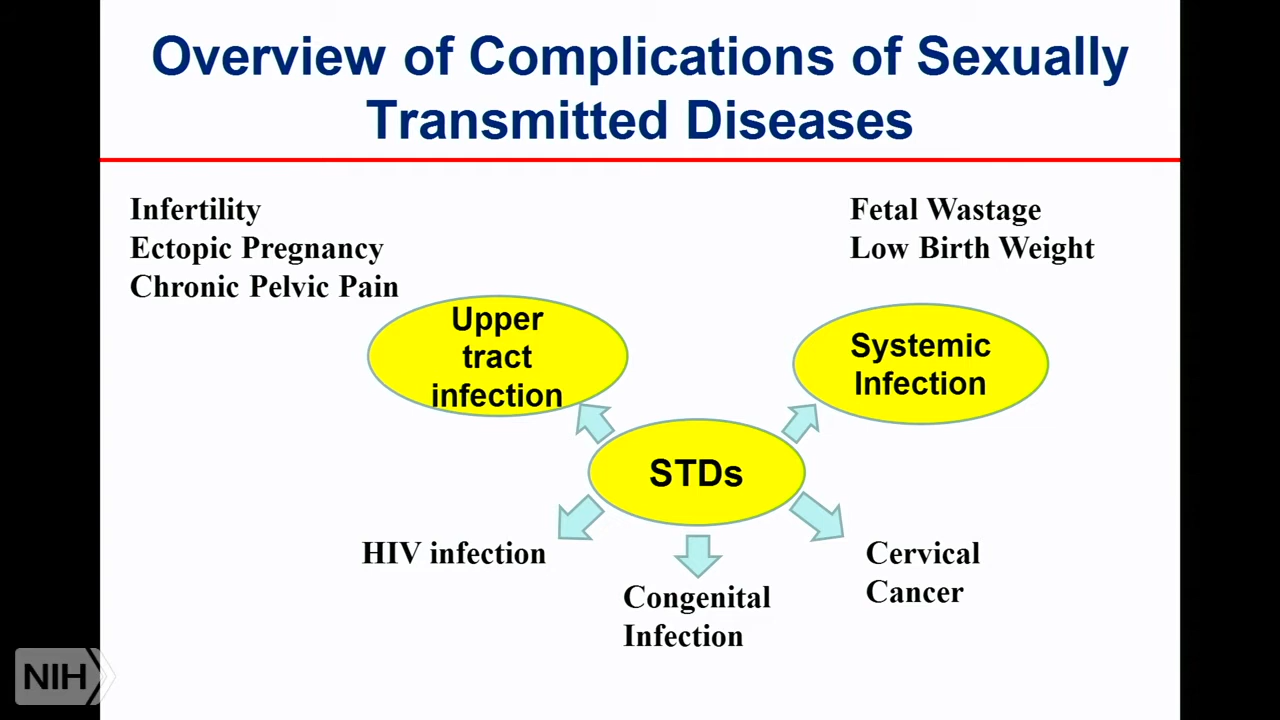 Overview of Complications of Sexually
Transmitted Diseases
Infertility
Ectopic Pregnancy
Chronic Pelvic Pain
Fetal Wastage
Low Birth Weight
Upper
tract
infection
Systemic
Infection
STDs
HIV infection
Congenital
Infection
Cervical
Cancer
NIH